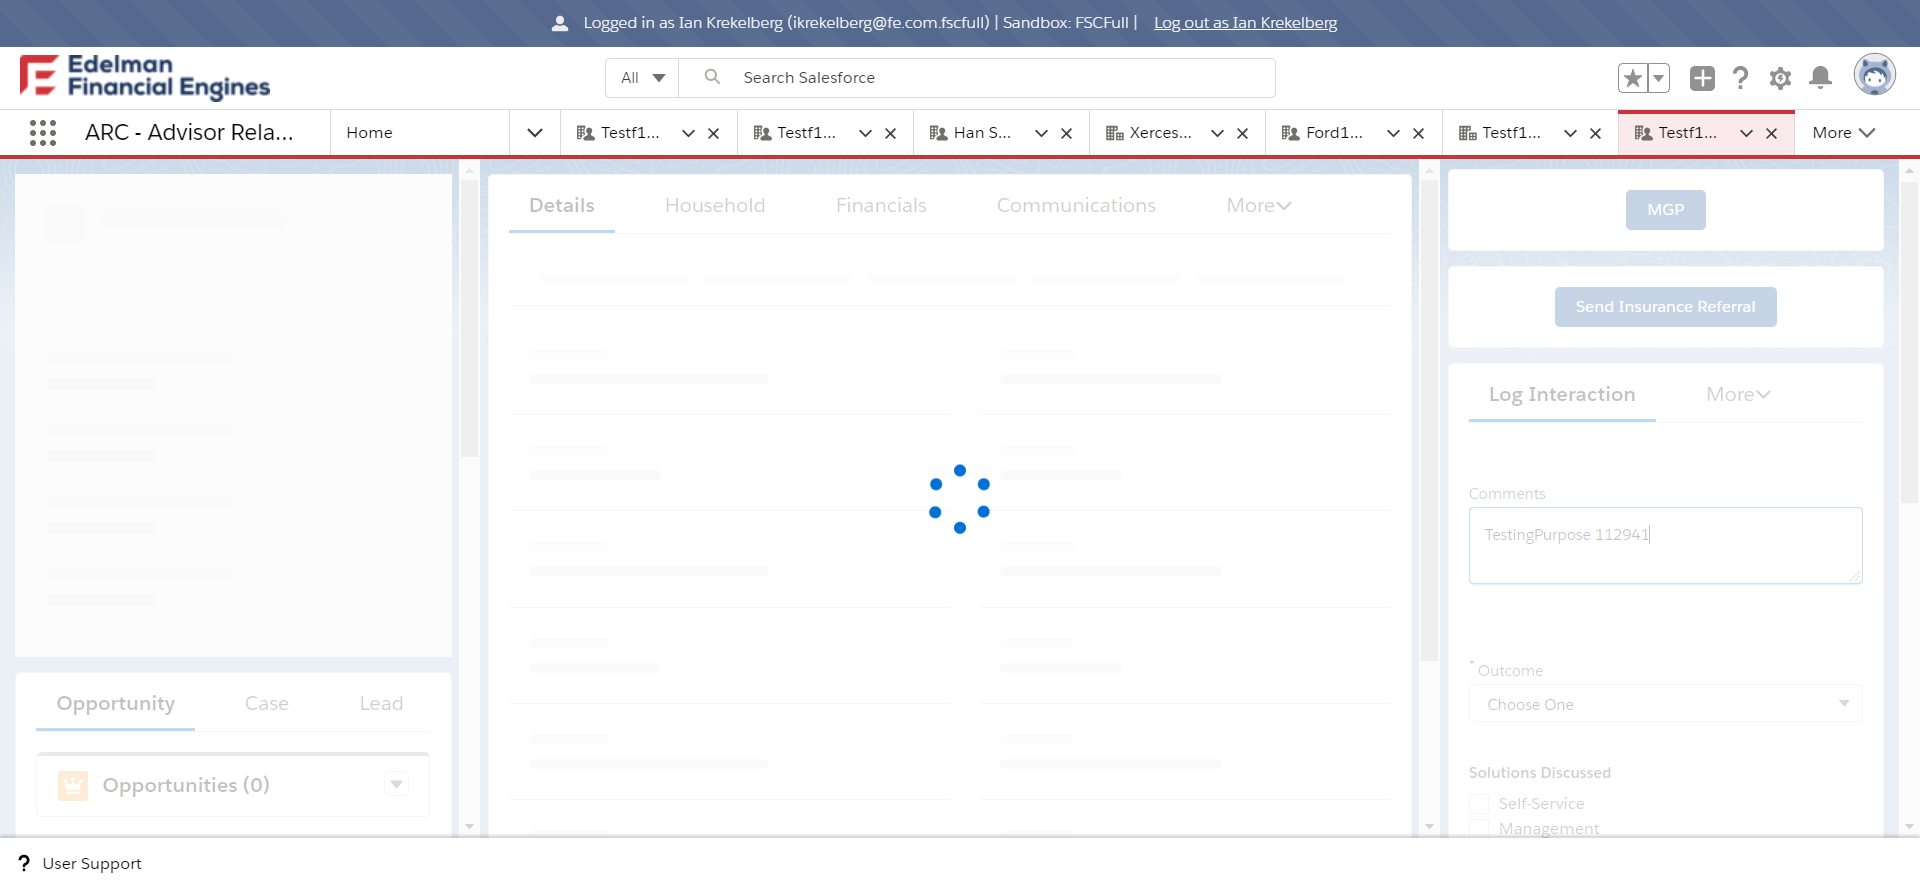 Logged in as Ian Krekelberg (ikrekelberg@fe.com.fscfull) | Sandbox: FSCFull | Log out as Ian Krekelberg
Edelman
Financial Engines
All
Search Salesforce
ARC - Advisor Rela...
Home
Testf1...
Testf1...
Han S...
Xerces...
Ford1...
Testf1...
Testf1...
More
Details
Household
Financials
Communications
More
MGP
Send Insurance Referral
Log Interaction
More
Comments
TestingPurpose 112941
*Outcome
Choose One
Solutions Discussed
Self-Service
Management
Opportunity
Case
Lead
Opportunities (0)
? User Support